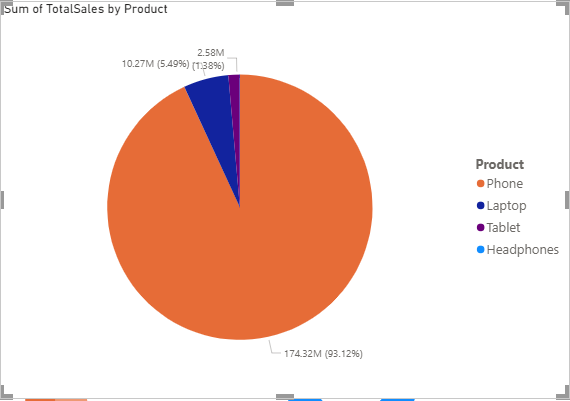 Sum of TotalSales by Product
2.58M
(1.38%)
10.27M (5.49%)
174.32M (93.12%)
Product
Phone
Laptop
Tablet
Headphones